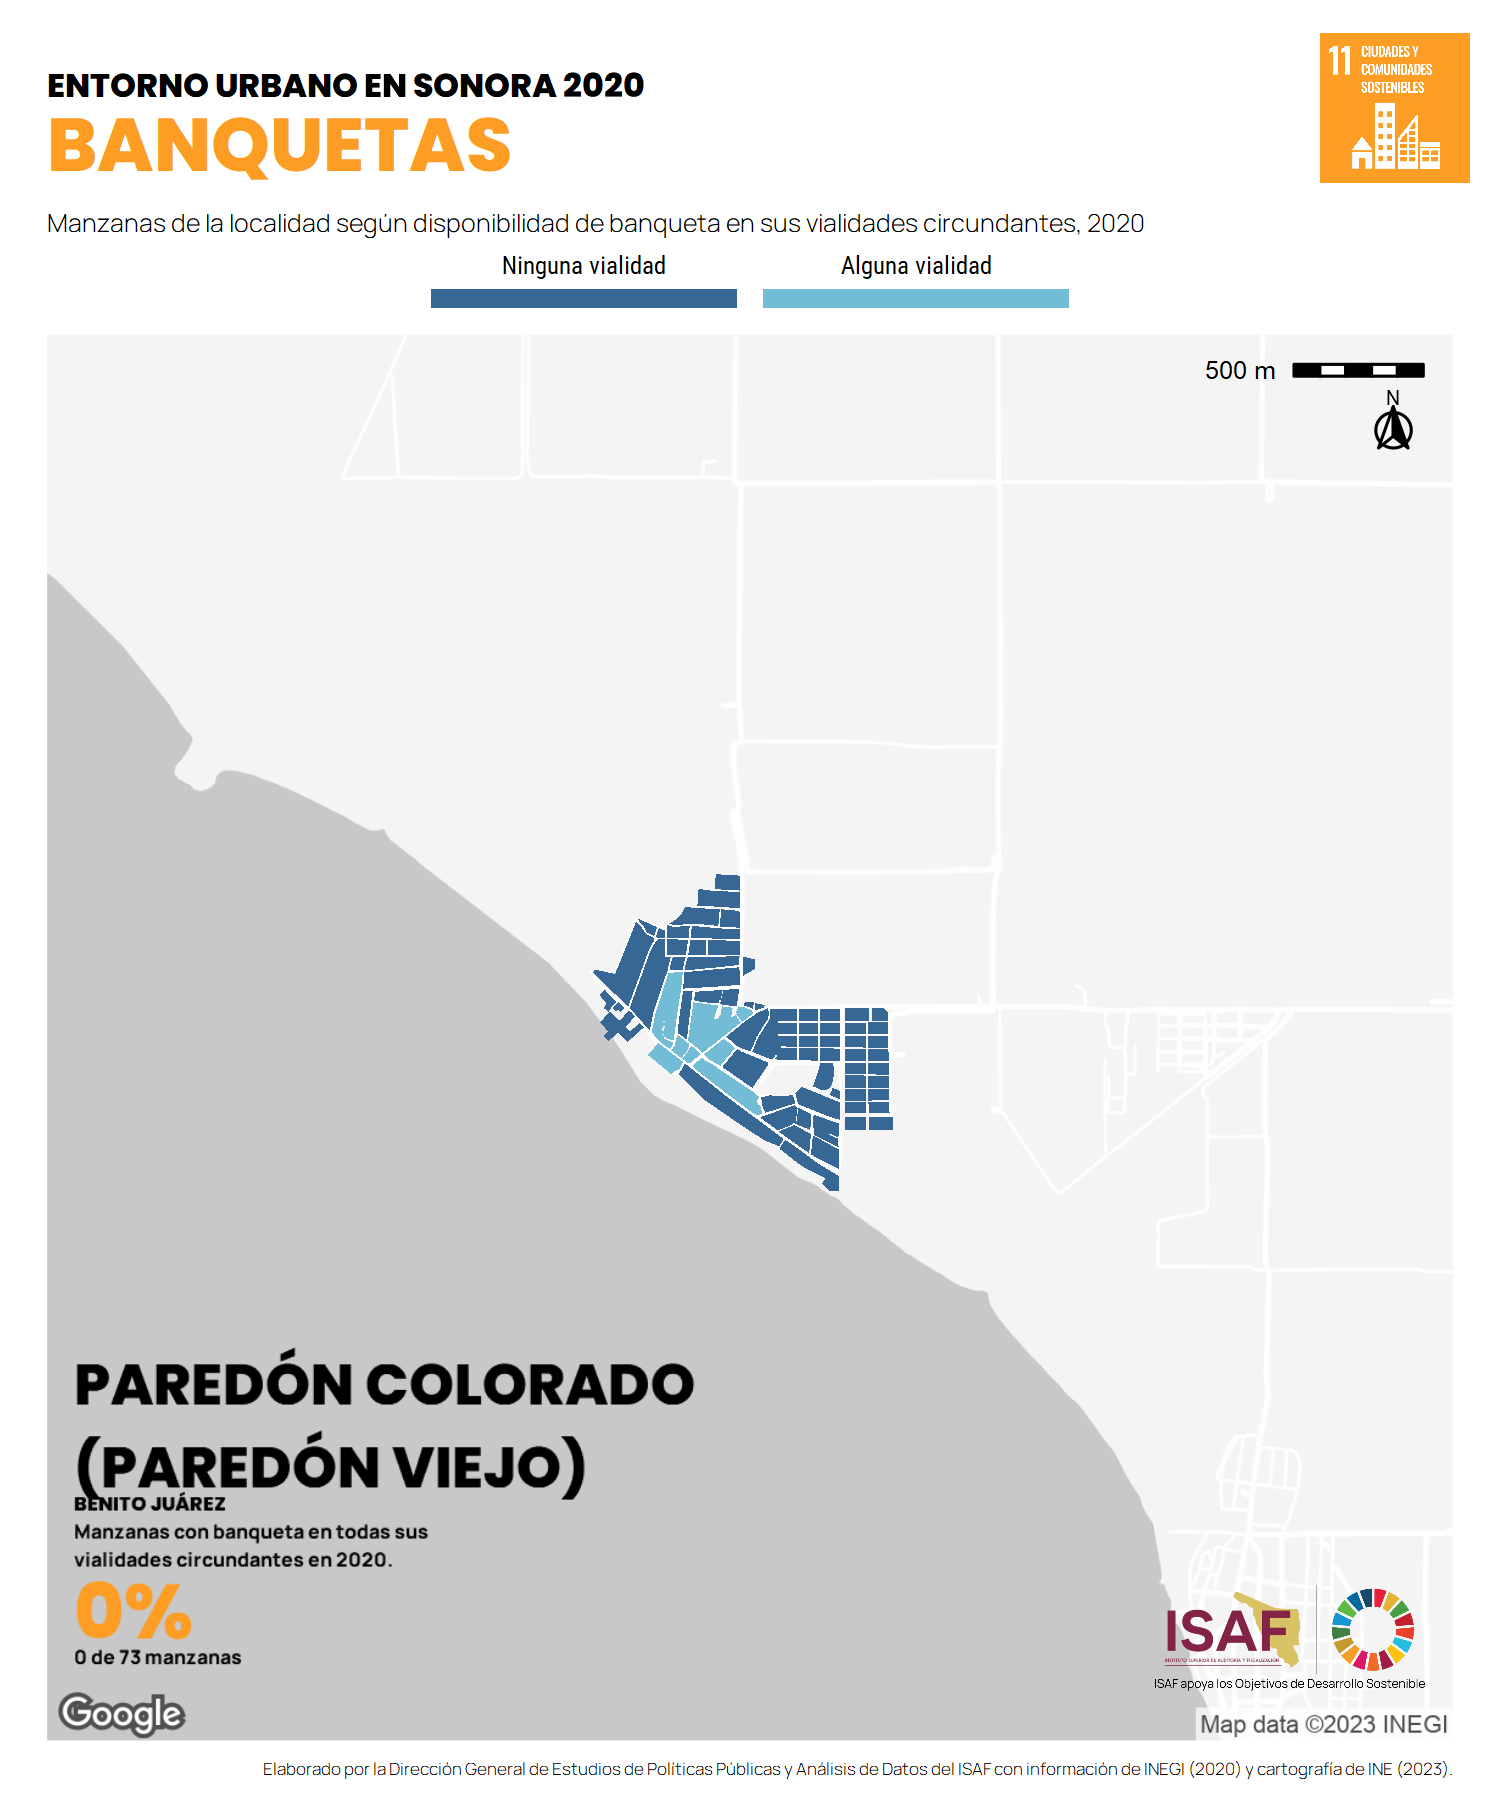 ENTORNO URBANO EN SONORA 2020
BANQUETAS
11 CIUDADES Y
COMUNIDADES
SOSTENIBLES
Manzanas de la localidad según disponibilidad de banqueta en sus vialidades circundantes, 2020
Ninguna vialidad
Alguna vialidad
500 m
N
PAREDÓN COLORADO
(PAREDÓN VIEJO)
BENITO JUÁREZ
Manzanas con banqueta en todas sus
vialidades circundantes en 2020.
0%
0 de 73 manzanas
ISAF
INSTITUTO SUPERIOR DE AUDITORÍA Y FISCALIZACIÓN
ISAF apoya los Objetivos de Desarrollo Sostenible
Google
Map data ©2023 INEGI
Elaborado por la Dirección General de Estudios de Políticas Públicas y Análisis de Datos del ISAF con información de INEGI (2020) y cartografía de INE (2023).